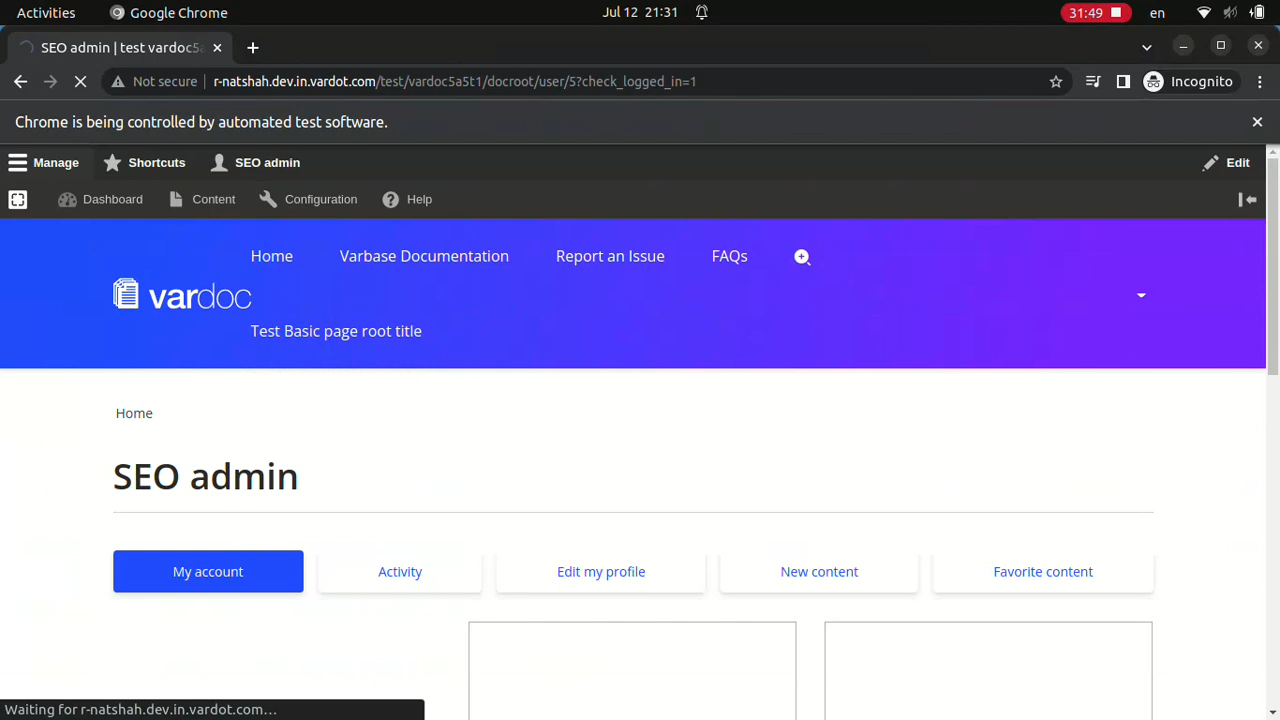 Activities
Google Chrome
Jul 12 21:31
31:49
en
SEO admin | test vardoc5a
Not secure
r-natshah.dev.in.vardot.com/test/vardoc5a5t1/docroot/user/5?check_logged_in=1
Incognito
Chrome is being controlled by automated test software.
Manage
Shortcuts
SEO admin
Edit
Dashboard
Content
Configuration
Help
Home
Varbase Documentation
Report an Issue
FAQs
vardoc
Test Basic page root title
Home
SEO admin
My account
Activity
Edit my profile
New content
Favorite content
Waiting for r-natshah.dev.in.vardot.com...